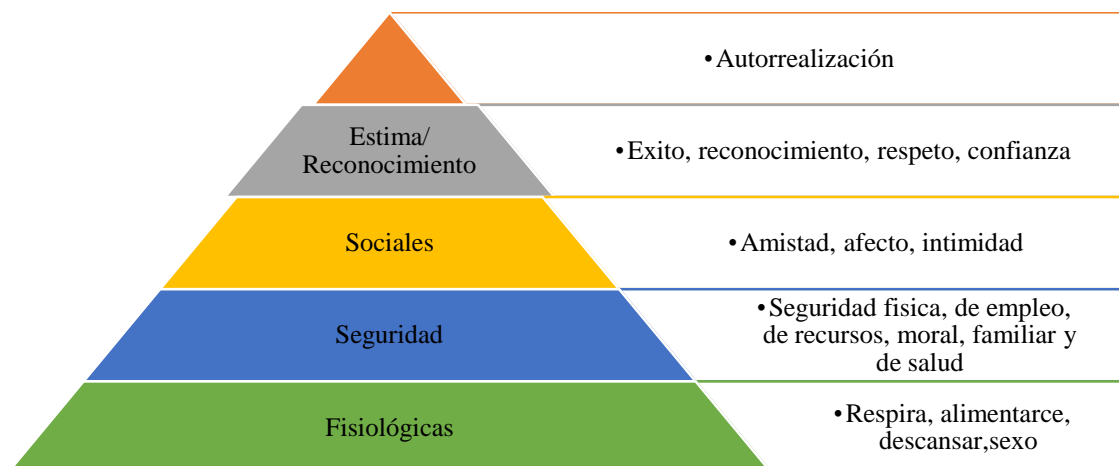 •Autorrealización
Estima/
Reconocimiento
•Exito, reconocimiento, respeto, confianza
Sociales
•Amistad, afecto, intimidad
Seguridad
•Seguridad fisica, de empleo,
de recursos, moral, familiar y
de salud
Fisiológicas
•Respira, alimentarce,
descansar,sexo